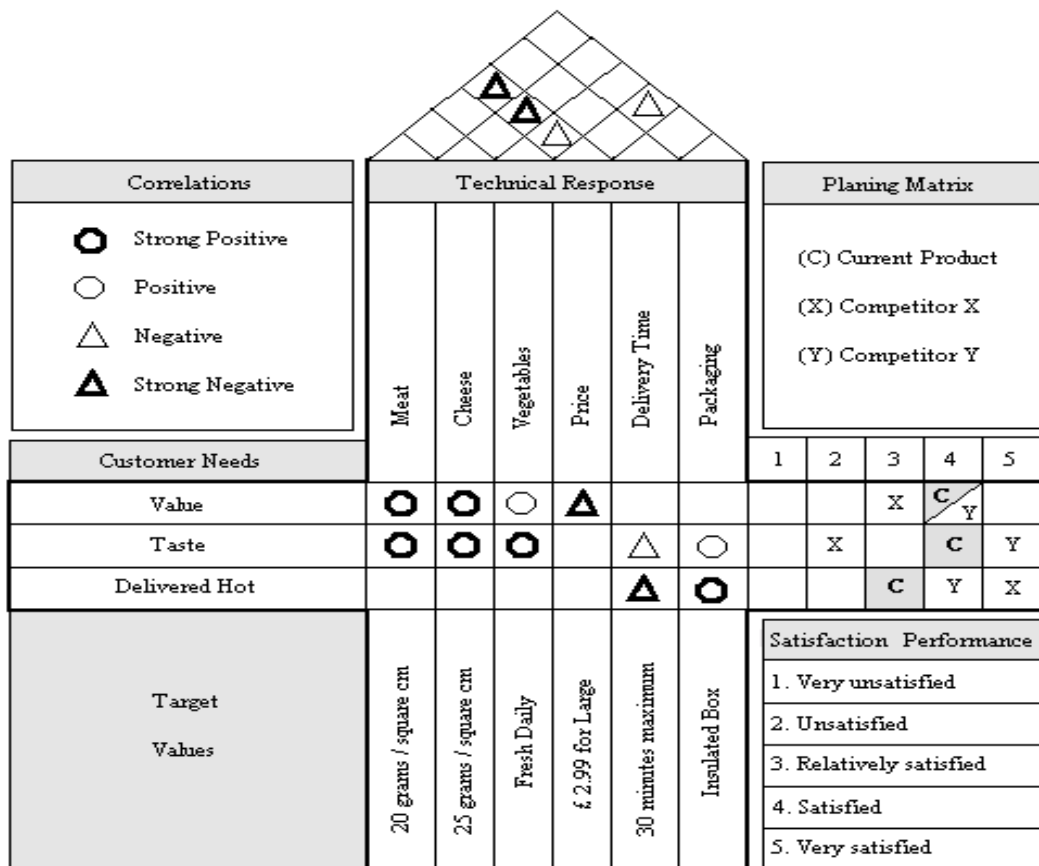 Correlations
Strong Positive
Positive
Negative
Strong Negative
Technical Response
Meat
Cheese
Vegetables
Price
Delivery Time
Packaging
Planing Matrix
(C) Current Product
(X) Competitor X
(Y) Competitor Y
Customer Needs
1 2 3 4 5
Value
X C Y
Taste
X C Y
Delivered Hot
C Y X
Target
Values
20 grams / square cm
25 grams / square cm
Fresh Daily
£ 2.99 for Large
30 minutes maximum
Insulated Box
Satisfaction Performance
1. Very unsatisfied
2. Unsatisfied
3. Relatively satisfied
4. Satisfied
5. Very satisfied